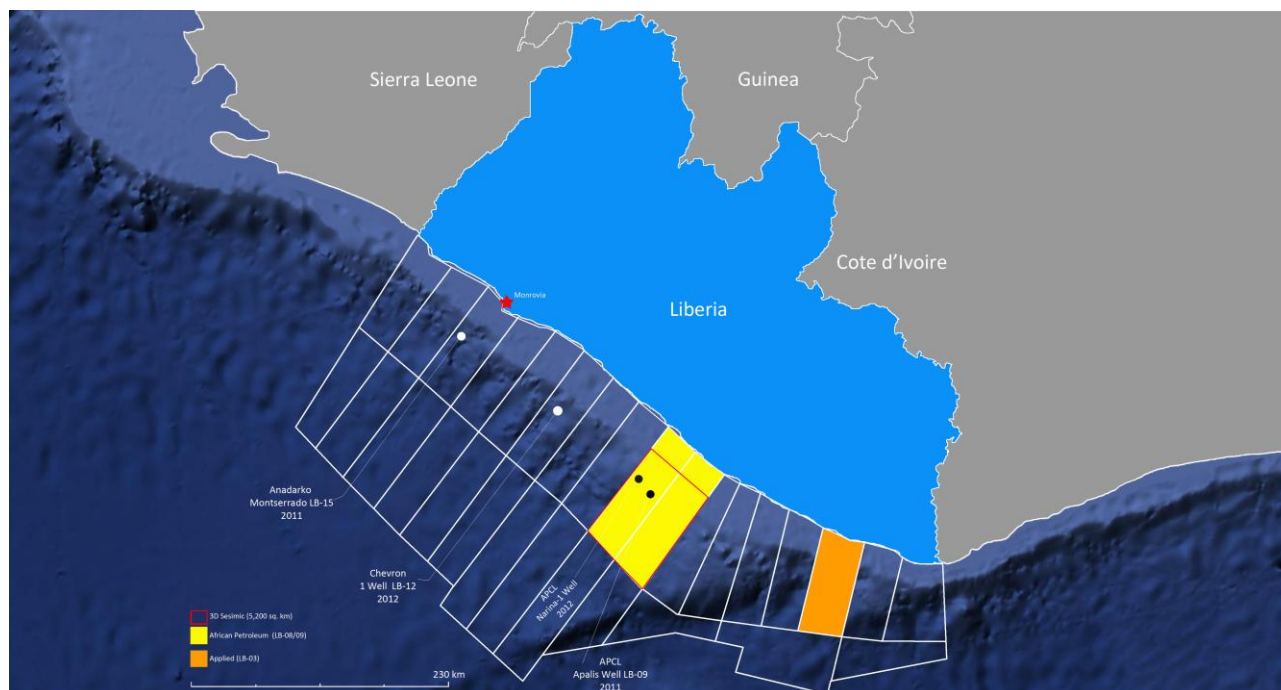 Sierra Leone
Guinea
Cote d'Ivoire
Monrovia
Liberia
Anadarko
Montserrado LB-15
2011
Chevron
1 Well LB-12
2012
APCL
Narina-1 Well
2012
APCL
Apalis Well LB-09
2011
3D Sesimic (5,200 sq. km)
African Petroleum (LB-08/09)
Applied (LB-03)
230 km